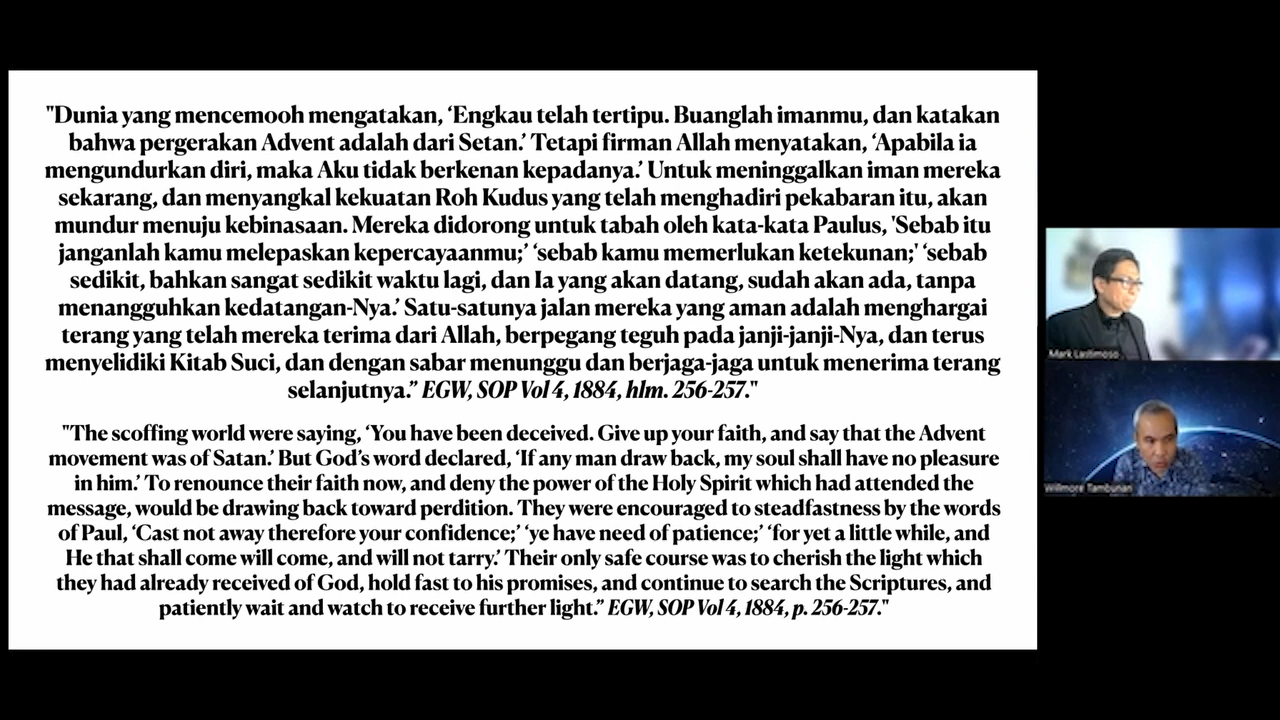 "Dunia yang mencemooh mengatakan, ‘Engkau telah tertipu. Buanglah imanmu, dan katakan
bahwa pergerakan Advent adalah dari Setan.’ Tetapi firman Allah menyatakan, ‘Apabila ia
mengundurkan diri, maka Aku tidak berkenan kepadanya.’ Untuk meninggalkan iman mereka
sekarang, dan menyangkal kekuatan Roh Kudus yang telah menghadiri pekabaran itu, akan
mundur menuju kebinasaan. Mereka didorong untuk tabah oleh kata-kata Paulus, 'Sebab itu
janganlah kamu melepaskan kepercayaanmu;’ ‘sebab kamu memerlukan ketekunan;' ‘sebab
sedikit, bahkan sangat sedikit waktu lagi, dan Ia yang akan datang, sudah akan ada, tanpa
menangguhkan kedatangan-Nya.’ Satu-satunya jalan mereka yang aman adalah menghargai
terang yang telah mereka terima dari Allah, berpegang teguh pada janji-janji-Nya, dan terus
menyelidiki Kitab Suci, dan dengan sabar menunggu dan berjaga-jaga untuk menerima terang
selanjutnya.” EGW, SOP Vol 4, 1884, hlm. 256-257."
"The scoffing world were saying, ‘You have been deceived. Give up your faith, and say that the Advent
movement was of Satan.’ But God’s word declared, ‘If any man draw back, my soul shall have no pleasure
in him.’ To renounce their faith now, and deny the power of the Holy Spirit which had attended the
message, would be drawing back toward perdition. They were encouraged to steadfastness by the words
of Paul, ‘Cast not away therefore your confidence;’ ‘ye have need of patience;’ ‘for yet a little while, and
He that shall come will come, and will not tarry.’ Their only safe course was to cherish the light which
they had already received of God, hold fast to his promises, and continue to search the Scriptures, and
patiently wait and watch to receive further light.” EGW, SOP Vol 4, 1884, p. 256-257."
Mark Lastimoso
Willmore Tambunan